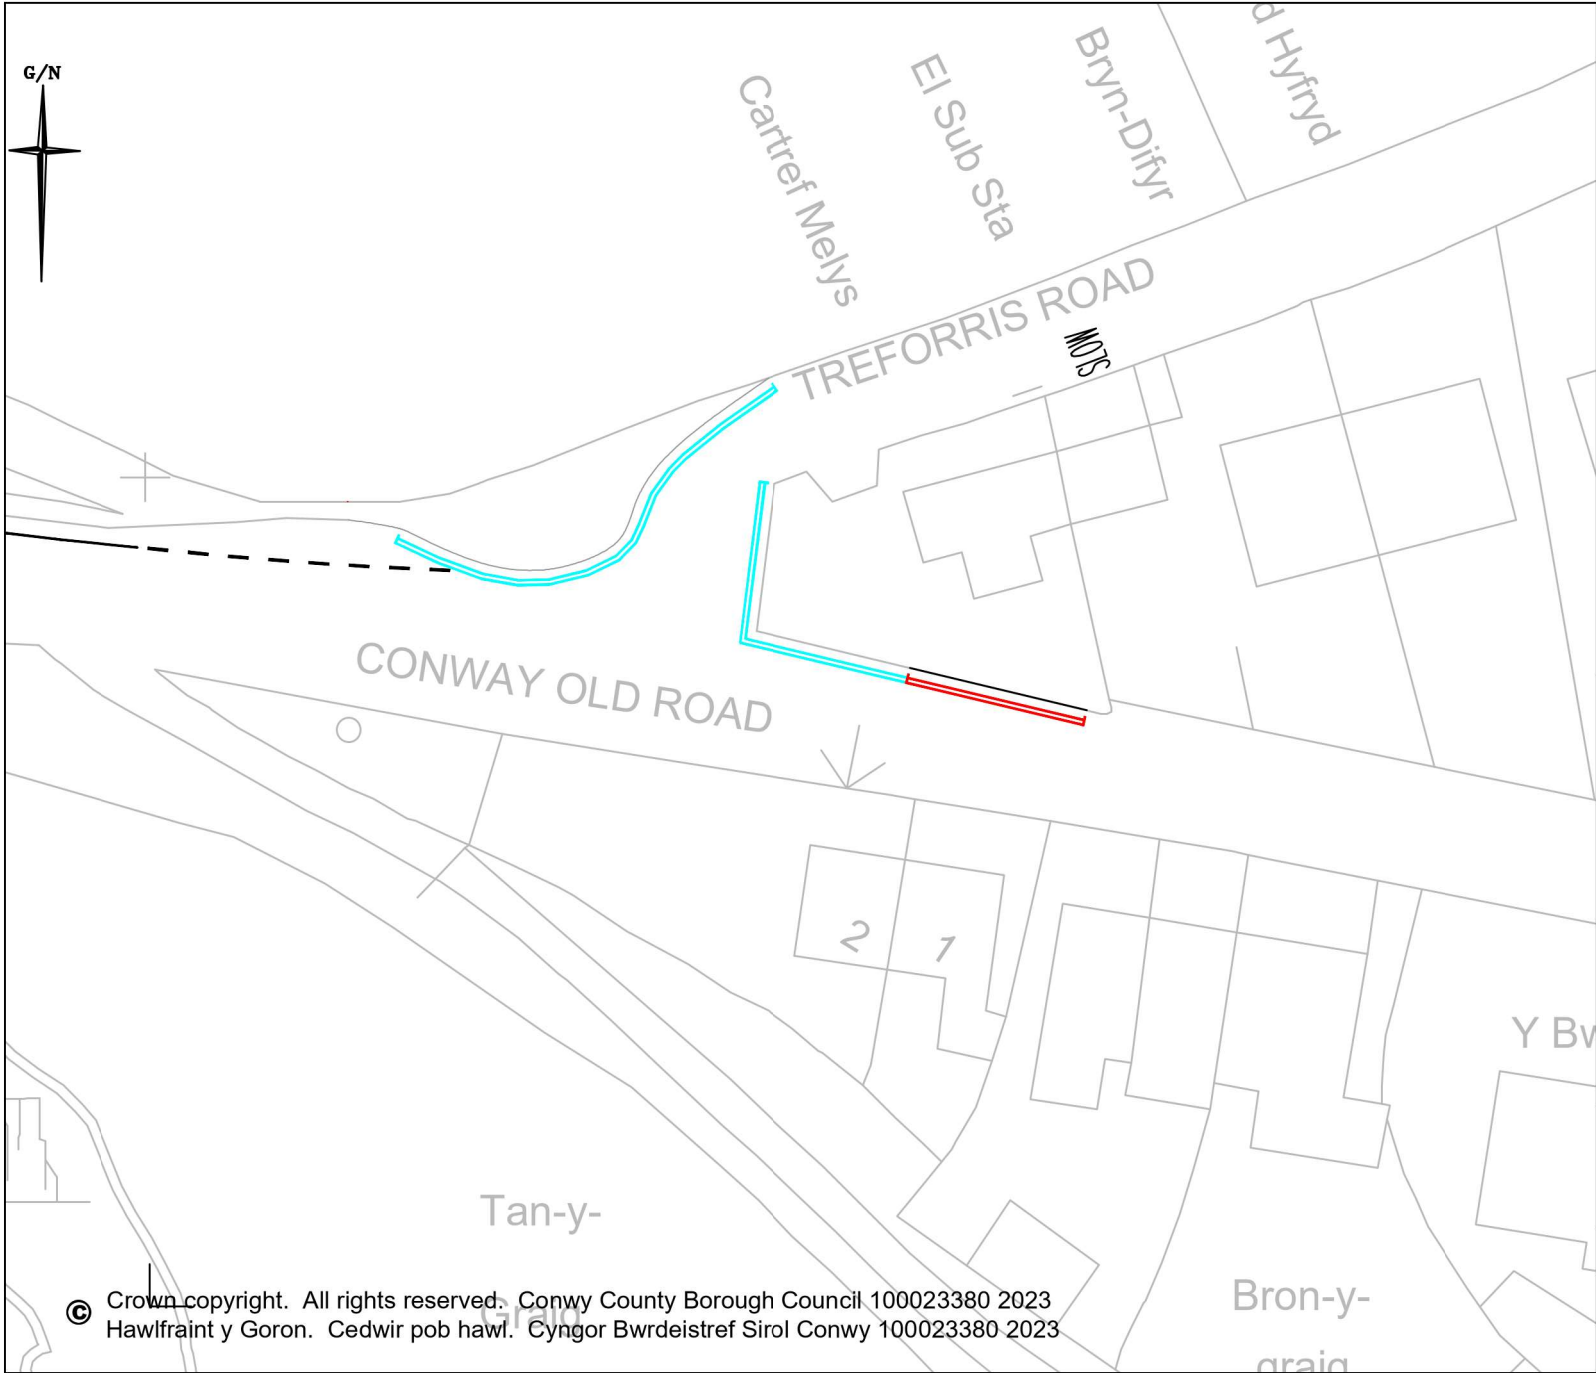 G/N
Cartref Melys
El Sub Sta
Bryn-Difyr
d Hyfryd
TREFORRIS ROAD
SLOW
CONWAY OLD ROAD
2
1
Y Bw
Tan-y-
Graig
Bron-y-
graig
© Crown copyright. All rights reserved. Conwy County Borough Council 100023380 2023
Hawlfraint y Goron. Cedwir pob hawl. Cyngor Bwrdeistref Sirol Conwy 100023380 2023